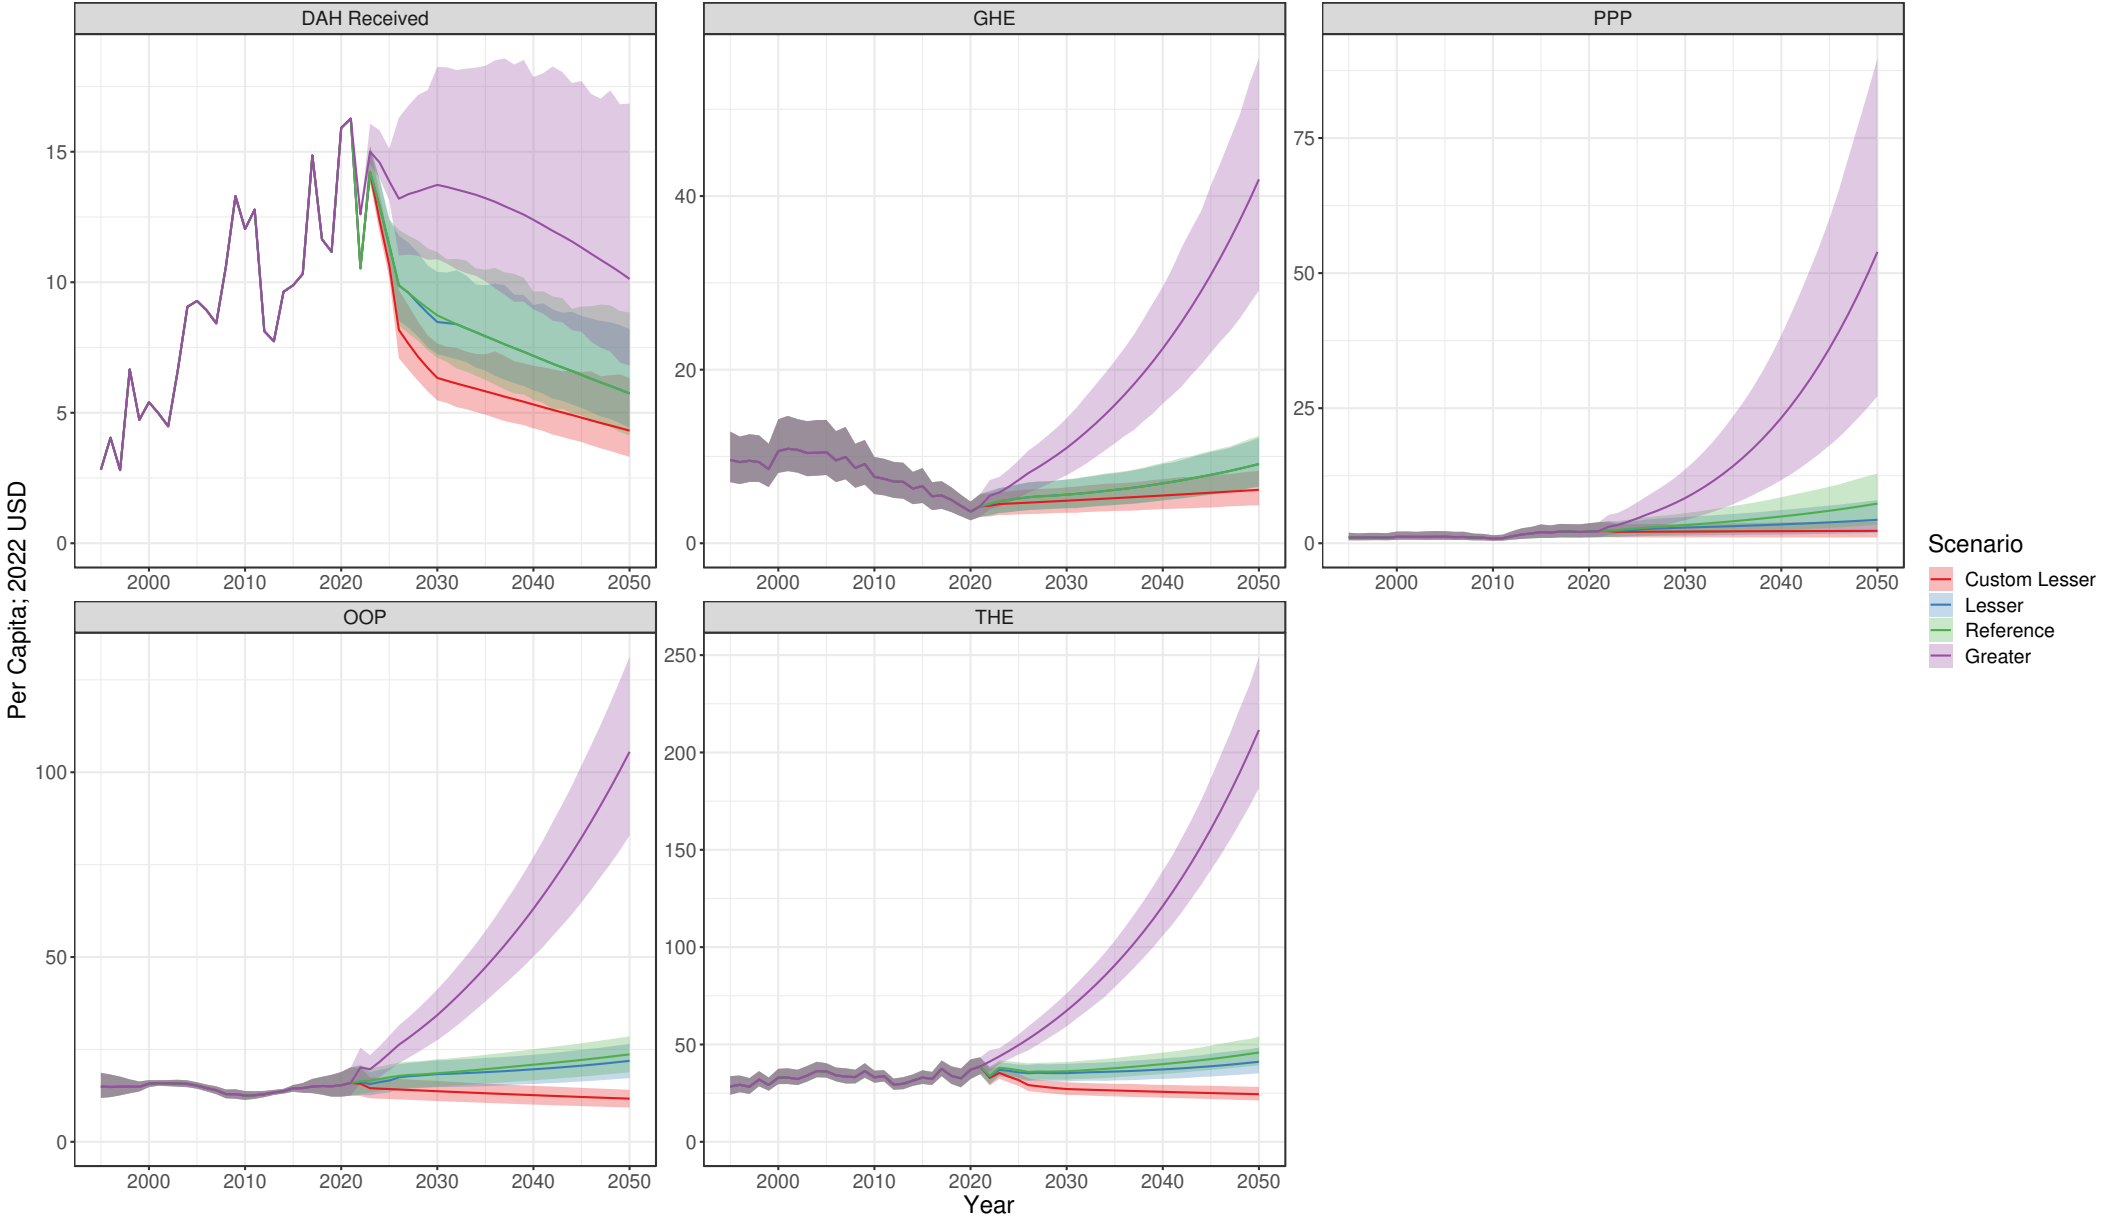 DAH Received
GHE
PPP
15
10
5
0
40
20
0
75
50
25
0
2000 2010 2020 2030 2040 2050
2000 2010 2020 2030 2040 2050
2000 2010 2020 2030 2040 2050
Per Capita; 2022 USD
OOP
THE
100
50
0
250
200
150
100
50
0
2000 2010 2020 2030 2040 2050
2000 2010 2020 2030 2040 2050
Year
Scenario
Custom Lesser
Lesser
Reference
Greater